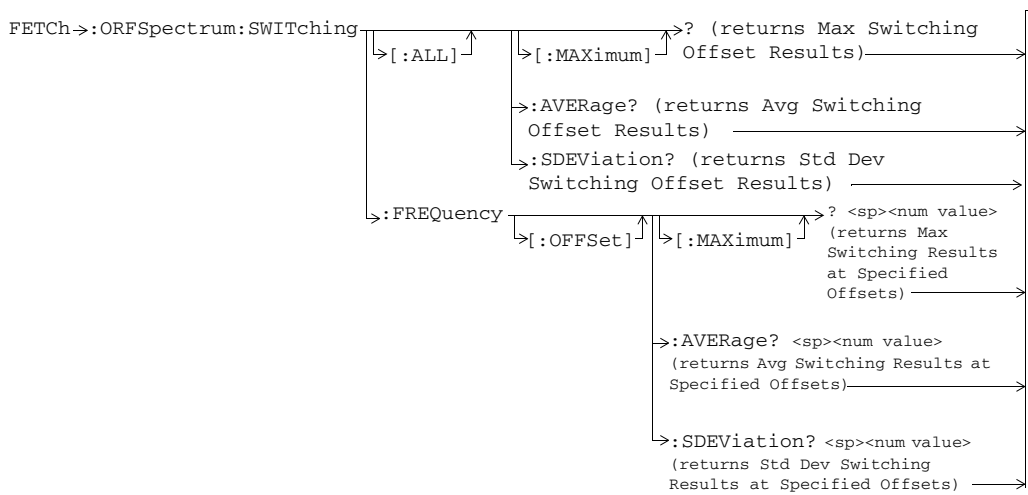 FETCh :ORFSpectrum:SWITching ? (returns Max Switching
[:ALL] [:MAXimum] Offset Results)
:AVERage? (returns Avg Switching
Offset Results)
:SDEViation? (returns Std Dev
Switching Offset Results)
:FREQuency ? <sp><num value>
[:OFFSet] [:MAXimum] (returns Max
Switching Results
at Specified
Offsets)
:AVERage? <sp><num value>
(returns Avg Switching Results at
Specified Offsets)
:SDEViation? <sp><num value>
(returns Std Dev Switching
Results at Specified Offsets)